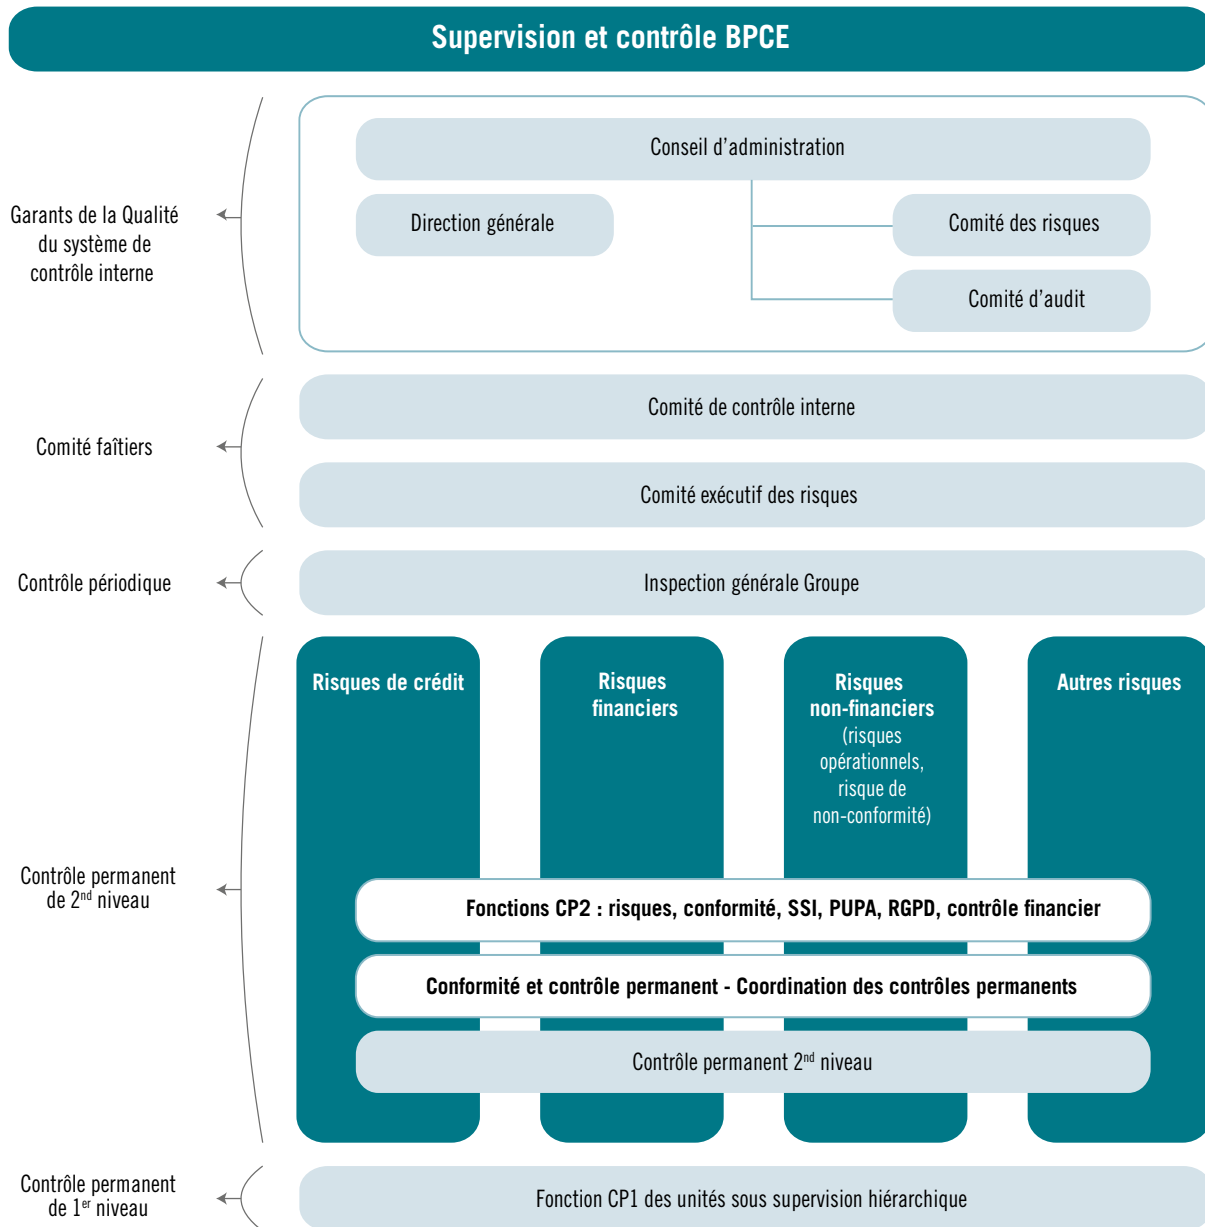 Supervision et contrôle BPCE
Garants de la Qualité
du système de
contrôle interne
Conseil d'administration
Direction générale
Comité des risques
Comité d'audit
Comité faîtiers
Comité de contrôle interne
Comité exécutif des risques
Contrôle périodique
Inspection générale Groupe
Contrôle permanent
de 2nd niveau
Risques de crédit
Risques
financiers
Risques
non-financiers
(risques
opérationnels,
risque de
non-conformité)
Autres risques
Fonctions CP2 : risques, conformité, SSI, PUPA, RGPD, contrôle financier
Conformité et contrôle permanent - Coordination des contrôles permanents
Contrôle permanent 2nd niveau
Contrôle permanent
de 1er niveau
Fonction CP1 des unités sous supervision hiérarchique